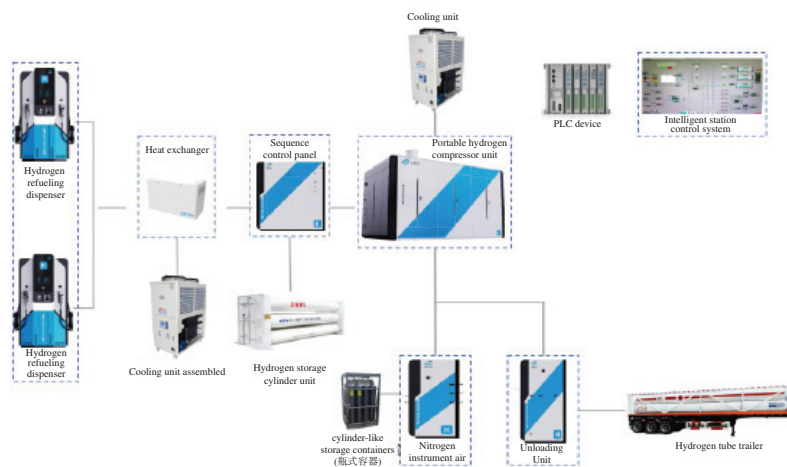 Cooling unit
PLC device
Intelligent station
control system
Heat exchanger
Sequence
control panel
Portable hydrogen
compressor unit
Hydrogen
refueling
dispenser
Hydrogen
refueling
dispenser
Cooling unit assembled
Hydrogen storage
cylinder unit
cylinder-like
storage containers
(瓶式容器)
Nitrogen
instrument air
Unloading
Unit
Hydrogen tube trailer